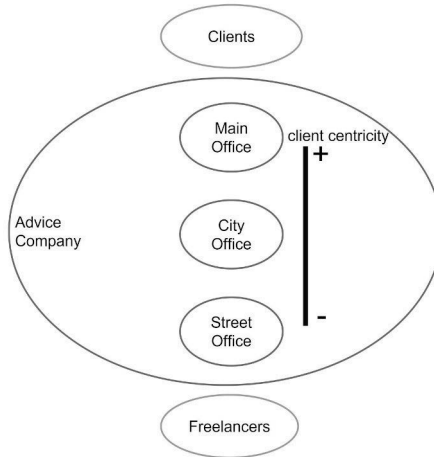 Clients
Main
Office
client centricity
+
City
Office
Advice
Company
Street
Office
-
Freelancers